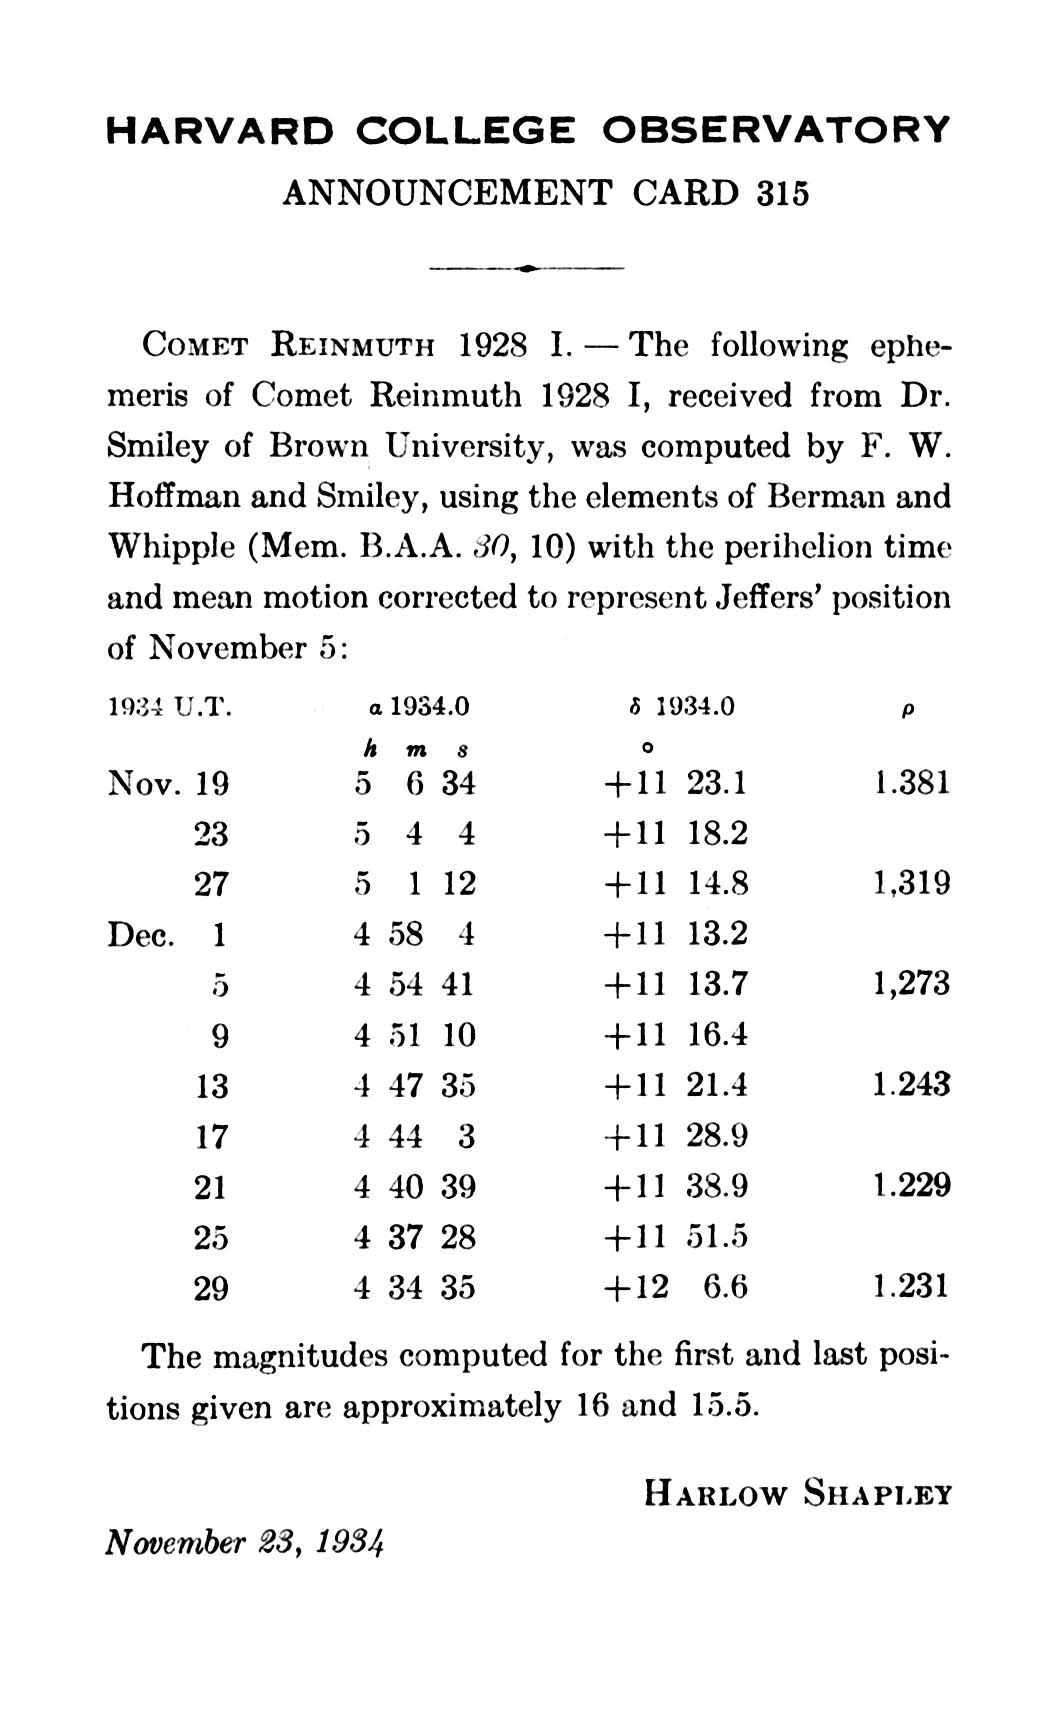 HARVARD COLLEGE OBSERVATORY
ANNOUNCEMENT CARD 315
COMET REINMUTH 1928 I. — The following ephe-
meris of Comet Reinmuth 1928 I, received from Dr.
Smiley of Brown University, was computed by F. W.
Hoffman and Smiley, using the elements of Berman and
Whipple (Mem. B.A.A. 30, 10) with the perihelion time
and mean motion corrected to represent Jeffers' position
of November 5:
1934 U.T. α 1934.0 δ 1934.0 ρ
h m s °
Nov. 19 5 6 34 +11 23.1 1.381
23 5 4 4 +11 18.2
27 5 1 12 +11 14.8 1,319
Dec. 1 4 58 4 +11 13.2
5 4 54 41 +11 13.7 1,273
9 4 51 10 +11 16.4
13 4 47 35 +11 21.4 1.243
17 4 44 3 +11 28.9
21 4 40 39 +11 38.9 1.229
25 4 37 28 +11 51.5
29 4 34 35 +12 6.6 1.231
The magnitudes computed for the first and last posi-
tions given are approximately 16 and 15.5.
HARLOW SHAPLEY
November 23, 1934